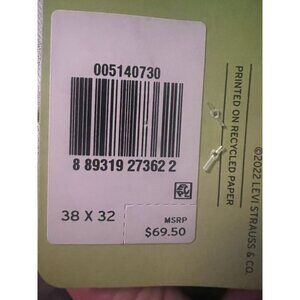 005140730
8 89319 27362 2
38 X 32
MSRP
$69.50
PRINTED ON RECYCLED PAPER
©2022 LEVI STRAUSS & CO.